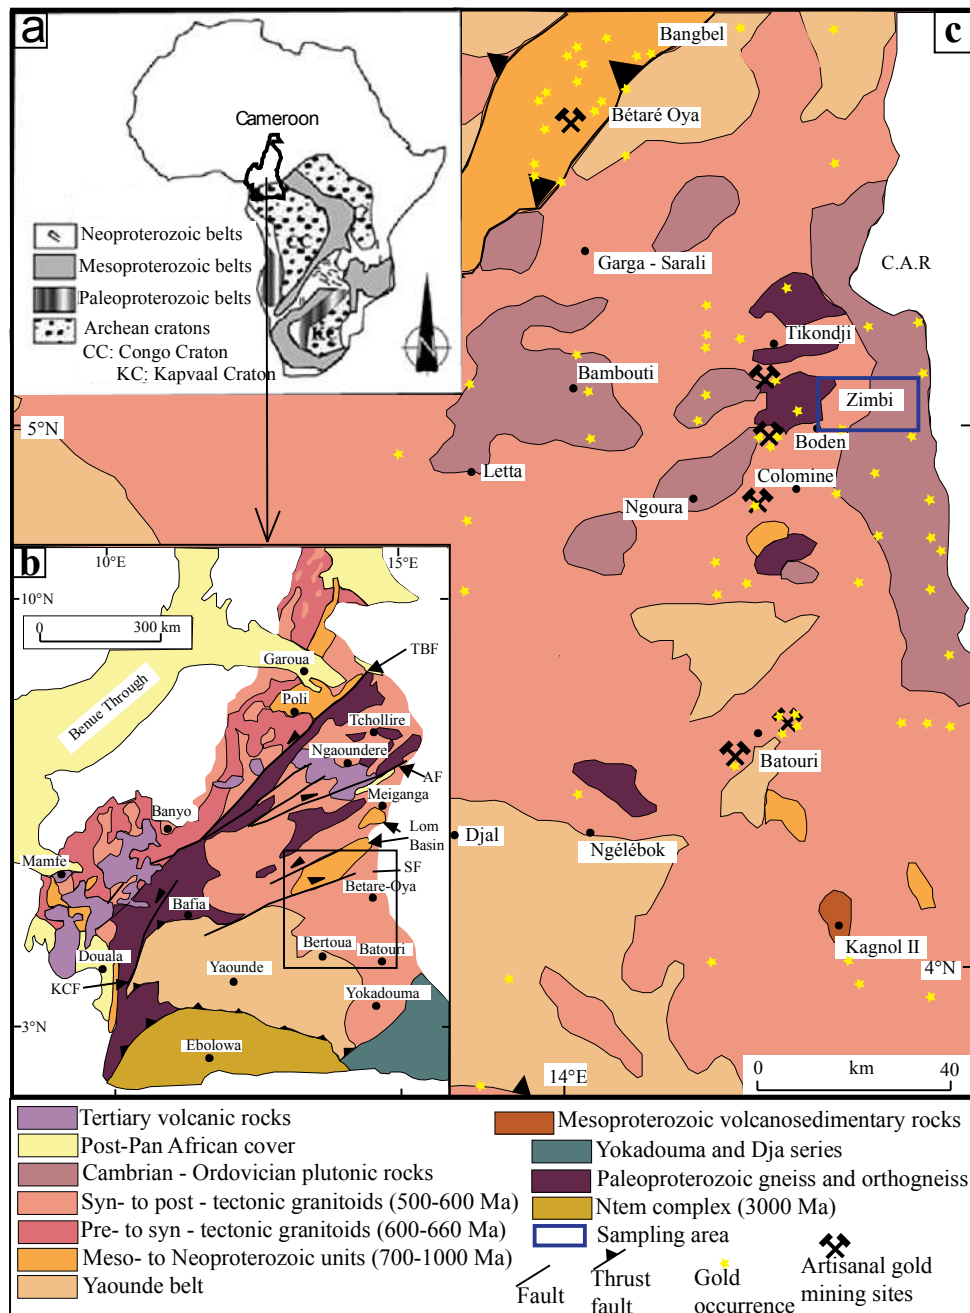 a
Cameroon
Neoproterozoic belts
Mesoproterozoic belts
Paleoproterozoic belts
Archean cratons
CC: Congo Craton
KC: Kapvaal Craton
CC
KC
N
c
Bangbel
Bétaré Oya
Garga - Sarali
C.A.R
Tikondji
Bambouti
Zimbi
Boden
Letta
Colomine
Ngoura
Batouri
Djal
Ngélébok
Kagnol II
5°N
4°N
14°E
0 km 40
b
10°E
15°E
10°N
0 300 km
TBF
Garoua
Benue Through
Poli
Tchollire
Ngaoundere
AF
Meiganga
Banyo
Lom
Basin
Mamfe
SF
Betare-Oya
Bafia
Bertoua
Batouri
Douala
Yaounde
KCF
Yokadouma
3°N
Ebolowa
Tertiary volcanic rocks
Post-Pan African cover
Cambrian - Ordovician plutonic rocks
Syn- to post - tectonic granitoids (500-600 Ma)
Pre- to syn - tectonic granitoids (600-660 Ma)
Meso- to Neoproterozoic units (700-1000 Ma)
Yaounde belt
Mesoproterozoic volcanosedimentary rocks
Yokadouma and Dja series
Paleoproterozoic gneiss and orthogneiss
Ntem complex (3000 Ma)
Sampling area
Fault
Thrust
fault
Gold
occurrence
Artisanal gold
mining sites